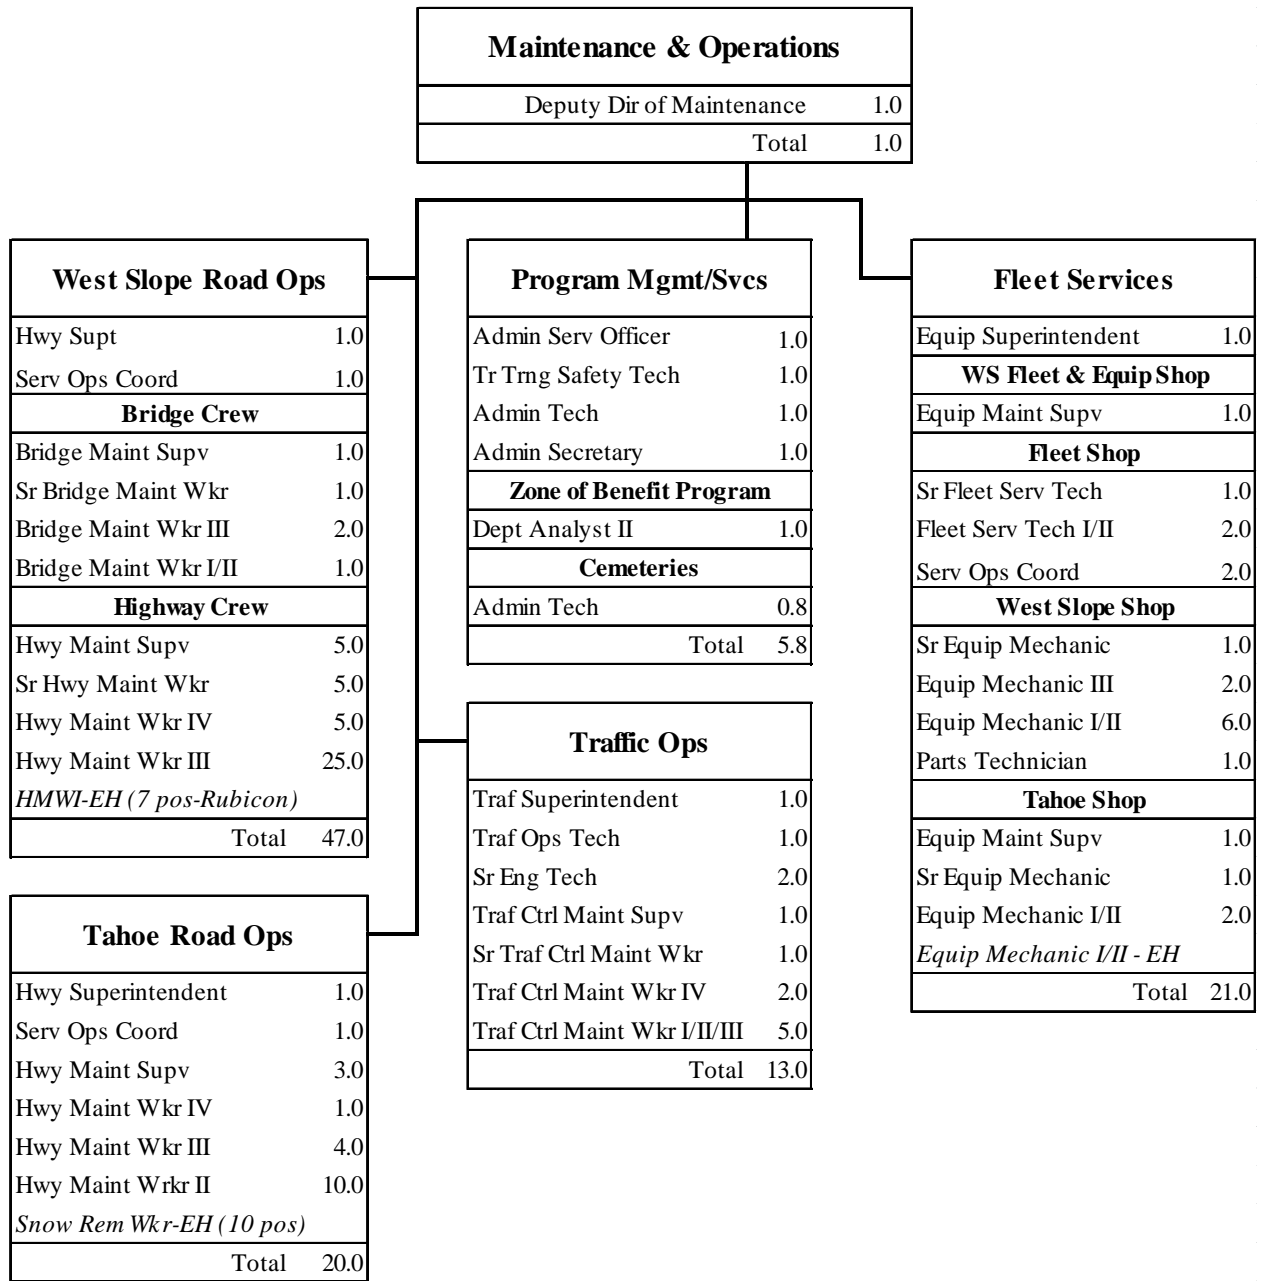 Maintenance & Operations
Deputy Dir of Maintenance 1.0
Total 1.0
West Slope Road Ops
Hwy Supt 1.0
Serv Ops Coord 1.0
Bridge Crew
Bridge Maint Supv 1.0
Sr Bridge Maint Wkr 1.0
Bridge Maint Wkr III 2.0
Bridge Maint Wkr I/II 1.0
Highway Crew
Hwy Maint Supv 5.0
Sr Hwy Maint Wkr 5.0
Hwy Maint Wkr IV 5.0
Hwy Maint Wkr III 25.0
HMWI-EH (7 pos-Rubicon)
Total 47.0
Tahoe Road Ops
Hwy Superintendent 1.0
Serv Ops Coord 1.0
Hwy Maint Supv 3.0
Hwy Maint Wkr IV 1.0
Hwy Maint Wkr III 4.0
Hwy Maint Wrkr II 10.0
Snow Rem Wkr-EH (10 pos)
Total 20.0
Program Mgmt/Svcs
Admin Serv Officer 1.0
Tr Trng Safety Tech 1.0
Admin Tech 1.0
Admin Secretary 1.0
Zone of Benefit Program
Dept Analyst II 1.0
Cemeteries
Admin Tech 0.8
Total 5.8
Traffic Ops
Traf Superintendent 1.0
Traf Ops Tech 1.0
Sr Eng Tech 2.0
Traf Ctrl Maint Supv 1.0
Sr Traf Ctrl Maint Wkr 1.0
Traf Ctrl Maint Wkr IV 2.0
Traf Ctrl Maint Wkr I/II/III 5.0
Total 13.0
Fleet Services
Equip Superintendent 1.0
WS Fleet & Equip Shop
Equip Maint Supv 1.0
Fleet Shop
Sr Fleet Serv Tech 1.0
Fleet Serv Tech I/II 2.0
Serv Ops Coord 2.0
West Slope Shop
Sr Equip Mechanic 1.0
Equip Mechanic III 2.0
Equip Mechanic I/II 6.0
Parts Technician 1.0
Tahoe Shop
Equip Maint Supv 1.0
Sr Equip Mechanic 1.0
Equip Mechanic I/II 2.0
Equip Mechanic I/II - EH
Total 21.0